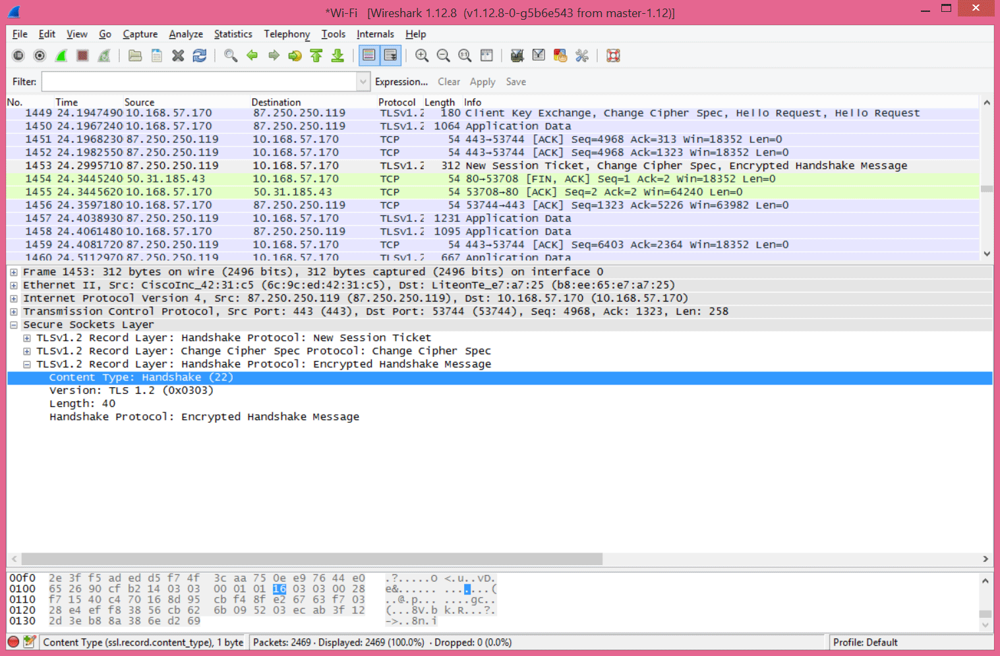 *Wi-Fi   [Wireshark 1.12.8  (v1.12.8-0-g5b6e543 from master-1.12)]
File Edit View Go Capture Analyze Statistics Telephony Tools Internals Help
Filter: Expression... Clear Apply Save
No. Time Source Destination Protocol Length Info
1449 24.1947490 10.168.57.170 87.250.250.119 TLSv1.2 180 Client Key Exchange, Change Cipher Spec, Hello Request, Hello Request
1450 24.1967240 10.168.57.170 87.250.250.119 TLSv1.2 1064 Application Data
1451 24.1968230 87.250.250.119 10.168.57.170 TCP 54 443→53744 [ACK] Seq=4968 Ack=313 Win=18352 Len=0
1452 24.1982550 87.250.250.119 10.168.57.170 TCP 54 443→53744 [ACK] Seq=4968 Ack=1323 Win=18352 Len=0
1453 24.2995710 87.250.250.119 10.168.57.170 TLSv1.2 312 New Session Ticket, Change Cipher Spec, Encrypted Handshake Message
1454 24.3445240 50.31.185.43 10.168.57.170 TCP 54 80→53708 [FIN, ACK] Seq=1 Ack=2 Win=18352 Len=0
1455 24.3445620 10.168.57.170 50.31.185.43 TCP 54 53708→80 [ACK] Seq=2 Ack=2 Win=64240 Len=0
1456 24.3597180 10.168.57.170 87.250.250.119 TCP 54 53744→443 [ACK] Seq=1323 Ack=5226 Win=63982 Len=0
1457 24.4038930 87.250.250.119 10.168.57.170 TLSv1.2 1231 Application Data
1458 24.4061480 10.168.57.170 87.250.250.119 TLSv1.2 1095 Application Data
1459 24.4081720 87.250.250.119 10.168.57.170 TCP 54 443→53744 [ACK] Seq=6403 Ack=2364 Win=18352 Len=0
1460 24.5112970 87.250.250.119 10.168.57.170 TLSv1.2 667 Application Data
Frame 1453: 312 bytes on wire (2496 bits), 312 bytes captured (2496 bits) on interface 0
Ethernet II, Src: CiscoInc_42:31:c5 (6c:9c:ed:42:31:c5), Dst: LiteonTe_e7:a7:25 (b8:ee:65:e7:a7:25)
Internet Protocol Version 4, Src: 87.250.250.119 (87.250.250.119), Dst: 10.168.57.170 (10.168.57.170)
Transmission Control Protocol, Src Port: 443 (443), Dst Port: 53744 (53744), Seq: 4968, Ack: 1323, Len: 258
Secure Sockets Layer
TLSv1.2 Record Layer: Handshake Protocol: New Session Ticket
TLSv1.2 Record Layer: Change Cipher Spec Protocol: Change Cipher Spec
TLSv1.2 Record Layer: Handshake Protocol: Encrypted Handshake Message
Content Type: Handshake (22)
Version: TLS 1.2 (0x0303)
Length: 40
Handshake Protocol: Encrypted Handshake Message
00f0 2e 3f f5 ad ed d5 f7 4f 3c aa 75 0e e9 76 44 e0 .?.....O <.u..vD.
0100 65 26 90 cf b2 14 03 03 00 01 01 16 03 03 00 28 e&...... .......(
0110 f7 15 40 c4 70 16 8d 95 cb f4 8f e2 67 63 f7 03 ..@.p... ....gc..
0120 28 e4 ef f8 38 56 cb 62 6b 09 52 03 ec ab 3f 12 (...8V.b k.R...?.
0130 2d 3e b8 8a 38 6e d2 69 ->..8n.i
Content Type (ssl.record.content_type), 1 byte Packets: 2469 · Displayed: 2469 (100.0%) · Dropped: 0 (0.0%) Profile: Default